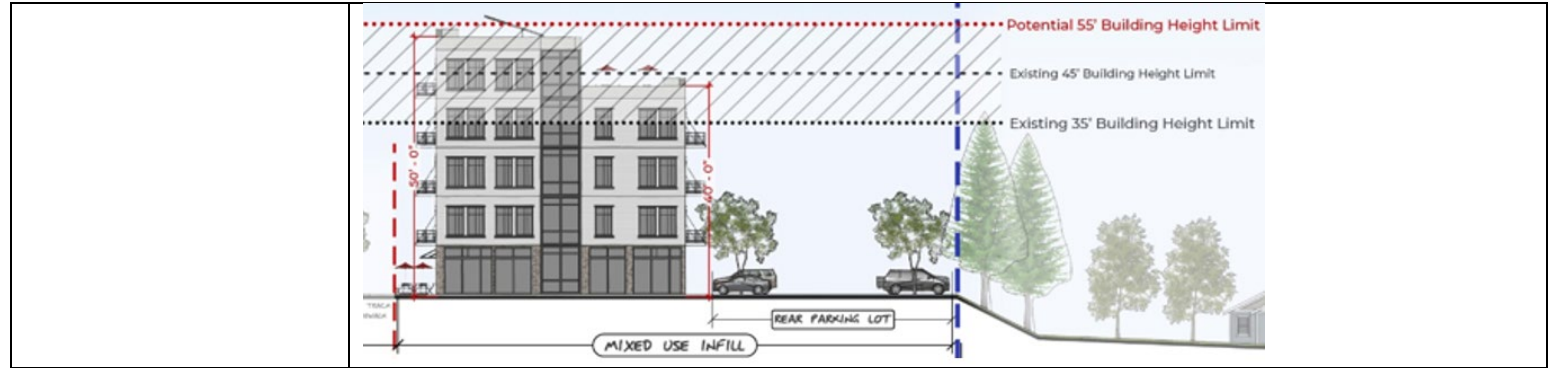 Potential 55' Building Height Limit
Existing 45' Building Height Limit
Existing 35' Building Height Limit
50' - 0"
40' - 0"
REAR PARKING LOT
MIXED USE INFILL